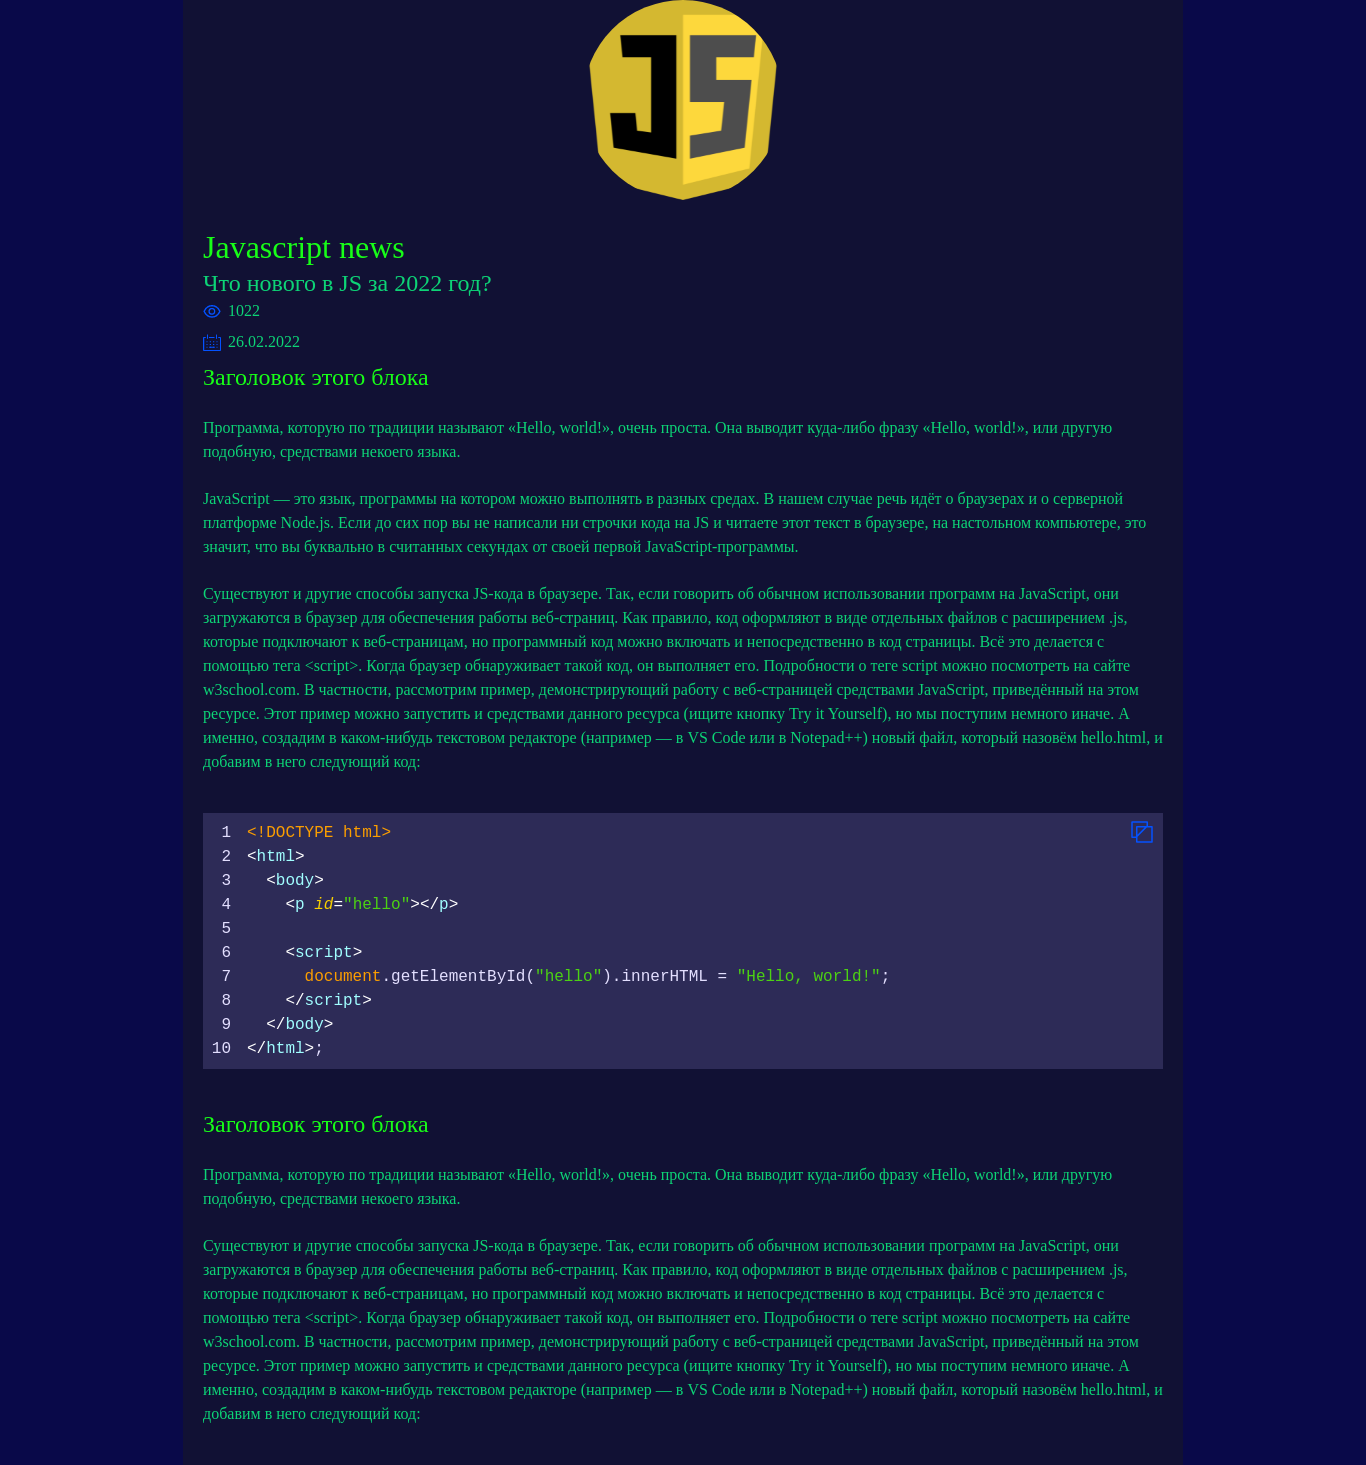 JS
Javascript news
Что нового в JS за 2022 год?
1022
26.02.2022
Заголовок этого блока
Программа, которую по традиции называют «Hello, world!», очень проста. Она выводит куда-либо фразу «Hello, world!», или другую
подобную, средствами некоего языка.
JavaScript — это язык, программы на котором можно выполнять в разных средах. В нашем случае речь идёт о браузерах и о серверной
платформе Node.js. Если до сих пор вы не написали ни строчки кода на JS и читаете этот текст в браузере, на настольном компьютере, это
значит, что вы буквально в считанных секундах от своей первой JavaScript-программы.
Существуют и другие способы запуска JS-кода в браузере. Так, если говорить об обычном использовании программ на JavaScript, они
загружаются в браузер для обеспечения работы веб-страниц. Как правило, код оформляют в виде отдельных файлов с расширением .js,
которые подключают к веб-страницам, но программный код можно включать и непосредственно в код страницы. Всё это делается с
помощью тега <script>. Когда браузер обнаруживает такой код, он выполняет его. Подробности о теге script можно посмотреть на сайте
w3school.com. В частности, рассмотрим пример, демонстрирующий работу с веб-страницей средствами JavaScript, приведённый на этом
ресурсе. Этот пример можно запустить и средствами данного ресурса (ищите кнопку Try it Yourself), но мы поступим немного иначе. А
именно, создадим в каком-нибудь текстовом редакторе (например — в VS Code или в Notepad++) новый файл, который назовём hello.html, и
добавим в него следующий код:
1 <!DOCTYPE html>
2 <html>
3   <body>
4     <p id="hello"></p>
5
6     <script>
7       document.getElementById("hello").innerHTML = "Hello, world!";
8     </script>
9   </body>
10 </html>;
Заголовок этого блока
Программа, которую по традиции называют «Hello, world!», очень проста. Она выводит куда-либо фразу «Hello, world!», или другую
подобную, средствами некоего языка.
Существуют и другие способы запуска JS-кода в браузере. Так, если говорить об обычном использовании программ на JavaScript, они
загружаются в браузер для обеспечения работы веб-страниц. Как правило, код оформляют в виде отдельных файлов с расширением .js,
которые подключают к веб-страницам, но программный код можно включать и непосредственно в код страницы. Всё это делается с
помощью тега <script>. Когда браузер обнаруживает такой код, он выполняет его. Подробности о теге script можно посмотреть на сайте
w3school.com. В частности, рассмотрим пример, демонстрирующий работу с веб-страницей средствами JavaScript, приведённый на этом
ресурсе. Этот пример можно запустить и средствами данного ресурса (ищите кнопку Try it Yourself), но мы поступим немного иначе. А
именно, создадим в каком-нибудь текстовом редакторе (например — в VS Code или в Notepad++) новый файл, который назовём hello.html, и
добавим в него следующий код: